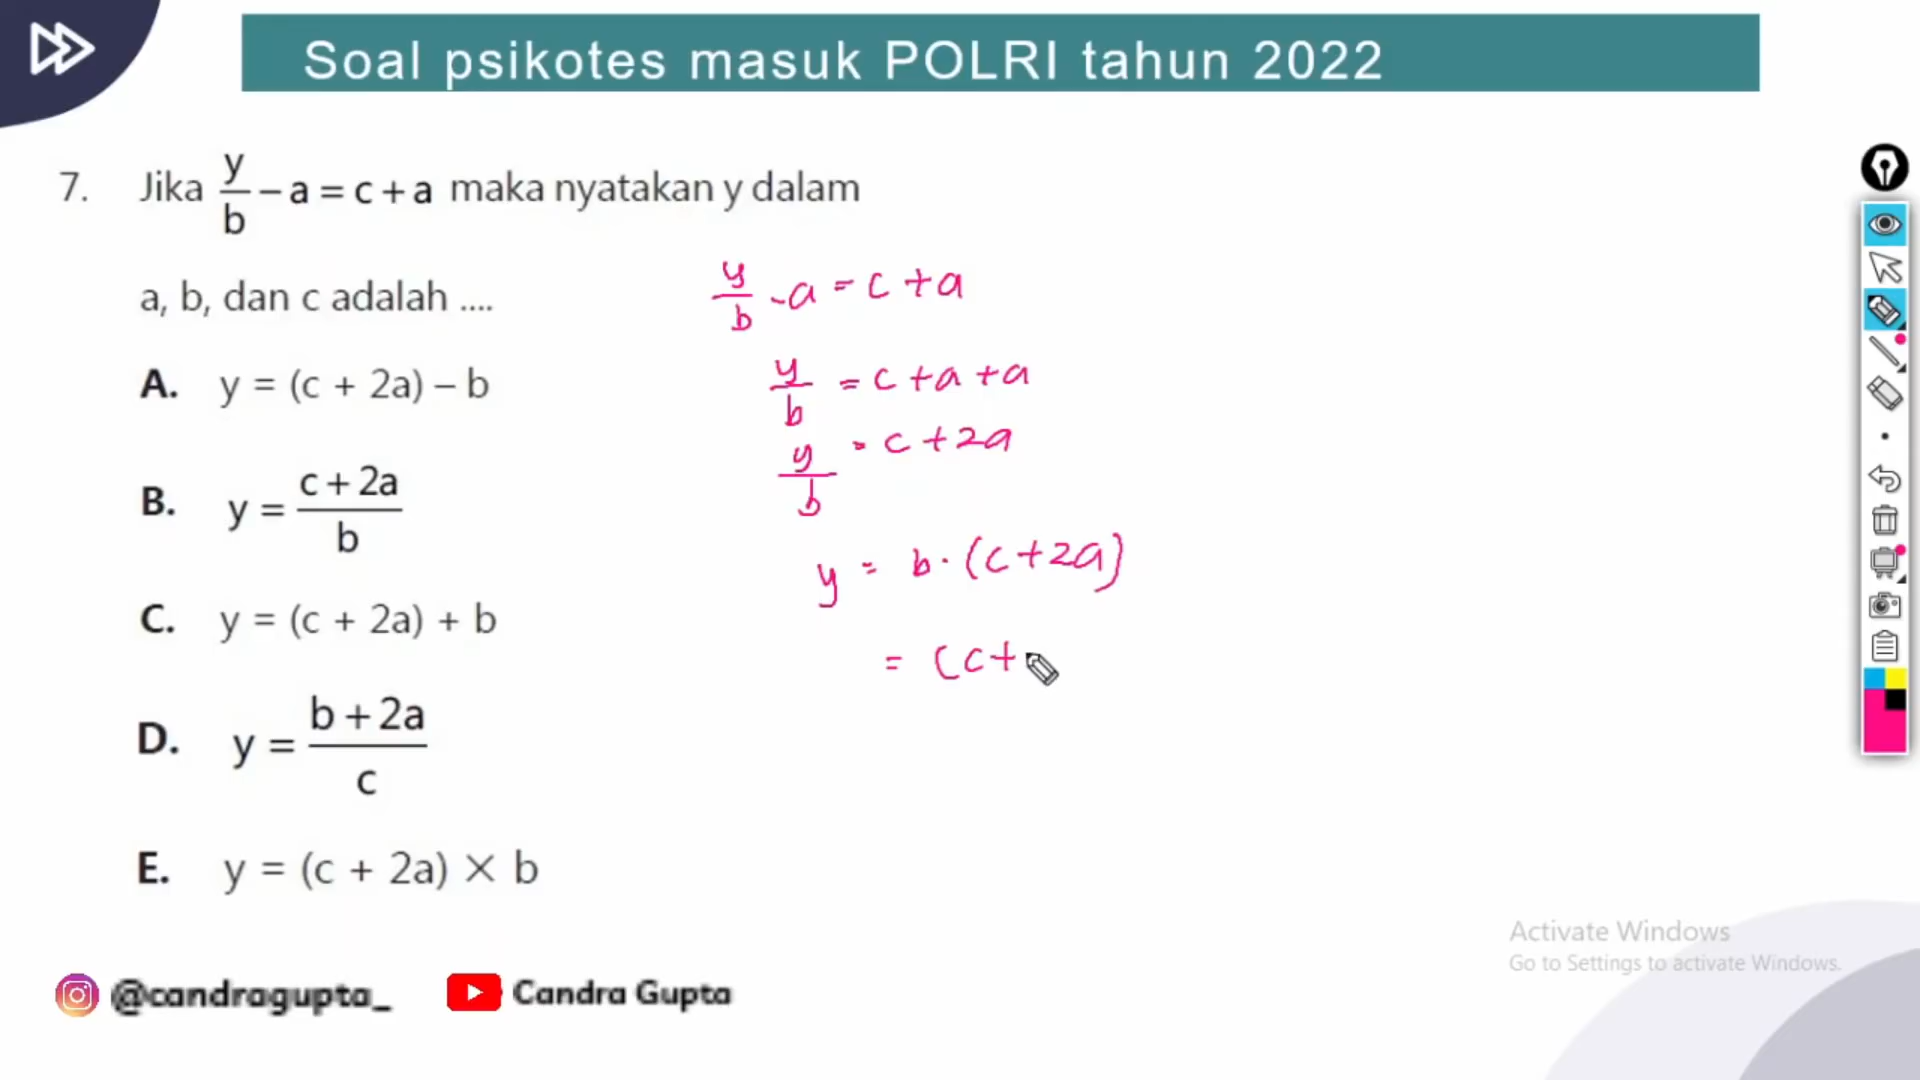 Soal psikotes masuk POLRI tahun 2022
7. Jika y/b − a = c + a maka nyatakan y dalam
a, b, dan c adalah ....
A. y = (c + 2a) – b
B. y = (c + 2a)/b
C. y = (c + 2a) + b
D. y = (b + 2a)/c
E. y = (c + 2a) × b
y/b - a = c + a
y/b = c + a + a
y/b = c + 2a
y = b · (c + 2a)
= (c +
@candragupta_ Candra Gupta
Activate Windows
Go to Settings to activate Windows.